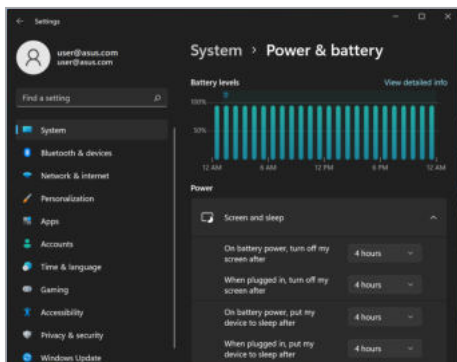 Settings
user@asus.com
user@asus.com
Find a setting
System
Bluetooth & devices
Network & internet
Personalization
Apps
Accounts
Time & language
Gaming
Accessibility
Privacy & security
Windows Update
System > Power & battery
Battery levels
View detailed info
100%
50%
12 AM 6 AM 12 PM 6 PM 12 AM
Power
Screen and sleep
On battery power, turn off my
screen after
4 hours
When plugged in, turn off my
screen after
4 hours
On battery power, put my
device to sleep after
4 hours
When plugged in, put my
device to sleep after
4 hours